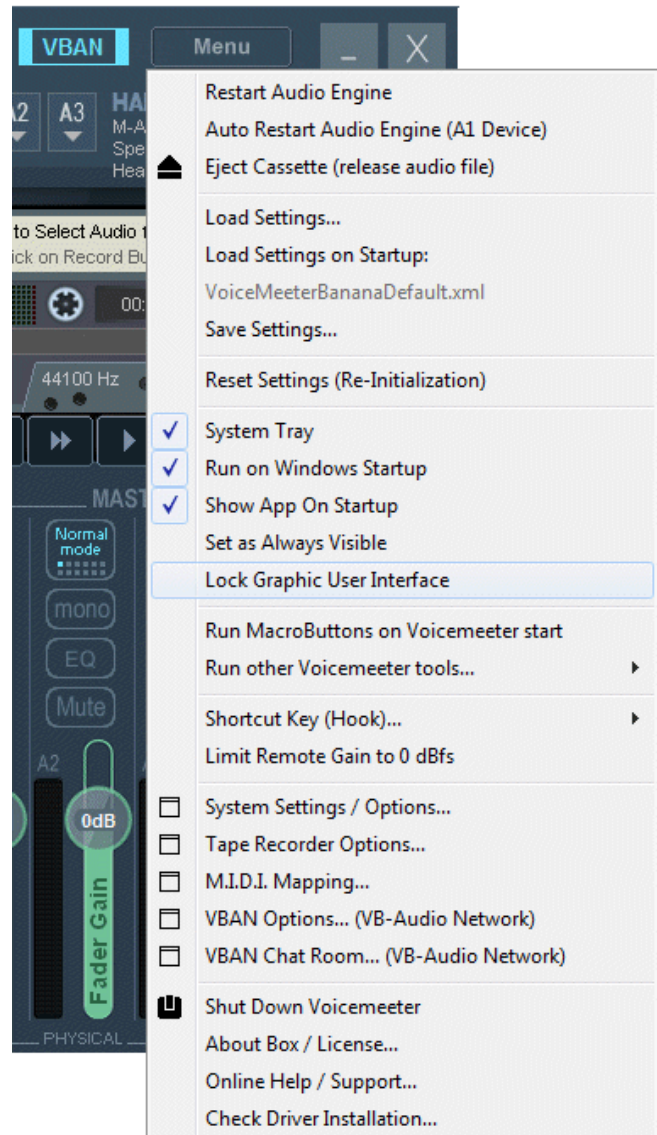 VBAN Menu
A2 A3
M-A
Spe
Hea
to Select Audio
ick on Record Bu
00:
44100 Hz
MAST
Normal
mode
mono
EQ
Mute
A2
0dB
Fader Gain
PHYSICAL
Restart Audio Engine
Auto Restart Audio Engine (A1 Device)
Eject Cassette (release audio file)
Load Settings...
Load Settings on Startup:
VoiceMeeterBananaDefault.xml
Save Settings...
Reset Settings (Re-Initialization)
System Tray
Run on Windows Startup
Show App On Startup
Set as Always Visible
Lock Graphic User Interface
Run MacroButtons on Voicemeeter start
Run other Voicemeeter tools...
Shortcut Key (Hook)...
Limit Remote Gain to 0 dBfs
System Settings / Options...
Tape Recorder Options...
M.I.D.I. Mapping...
VBAN Options... (VB-Audio Network)
VBAN Chat Room... (VB-Audio Network)
Shut Down Voicemeeter
About Box / License...
Online Help / Support...
Check Driver Installation...